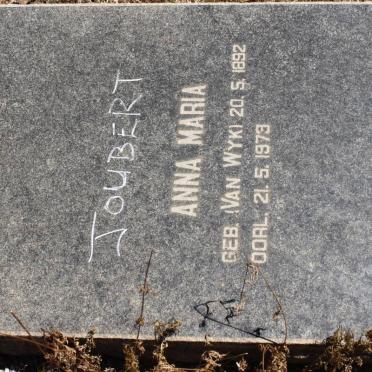 JOUBERT
ANNA MARIA
GEB. (VAN WYK) 20. 5. 1892
OORL. 21. 5. 1979